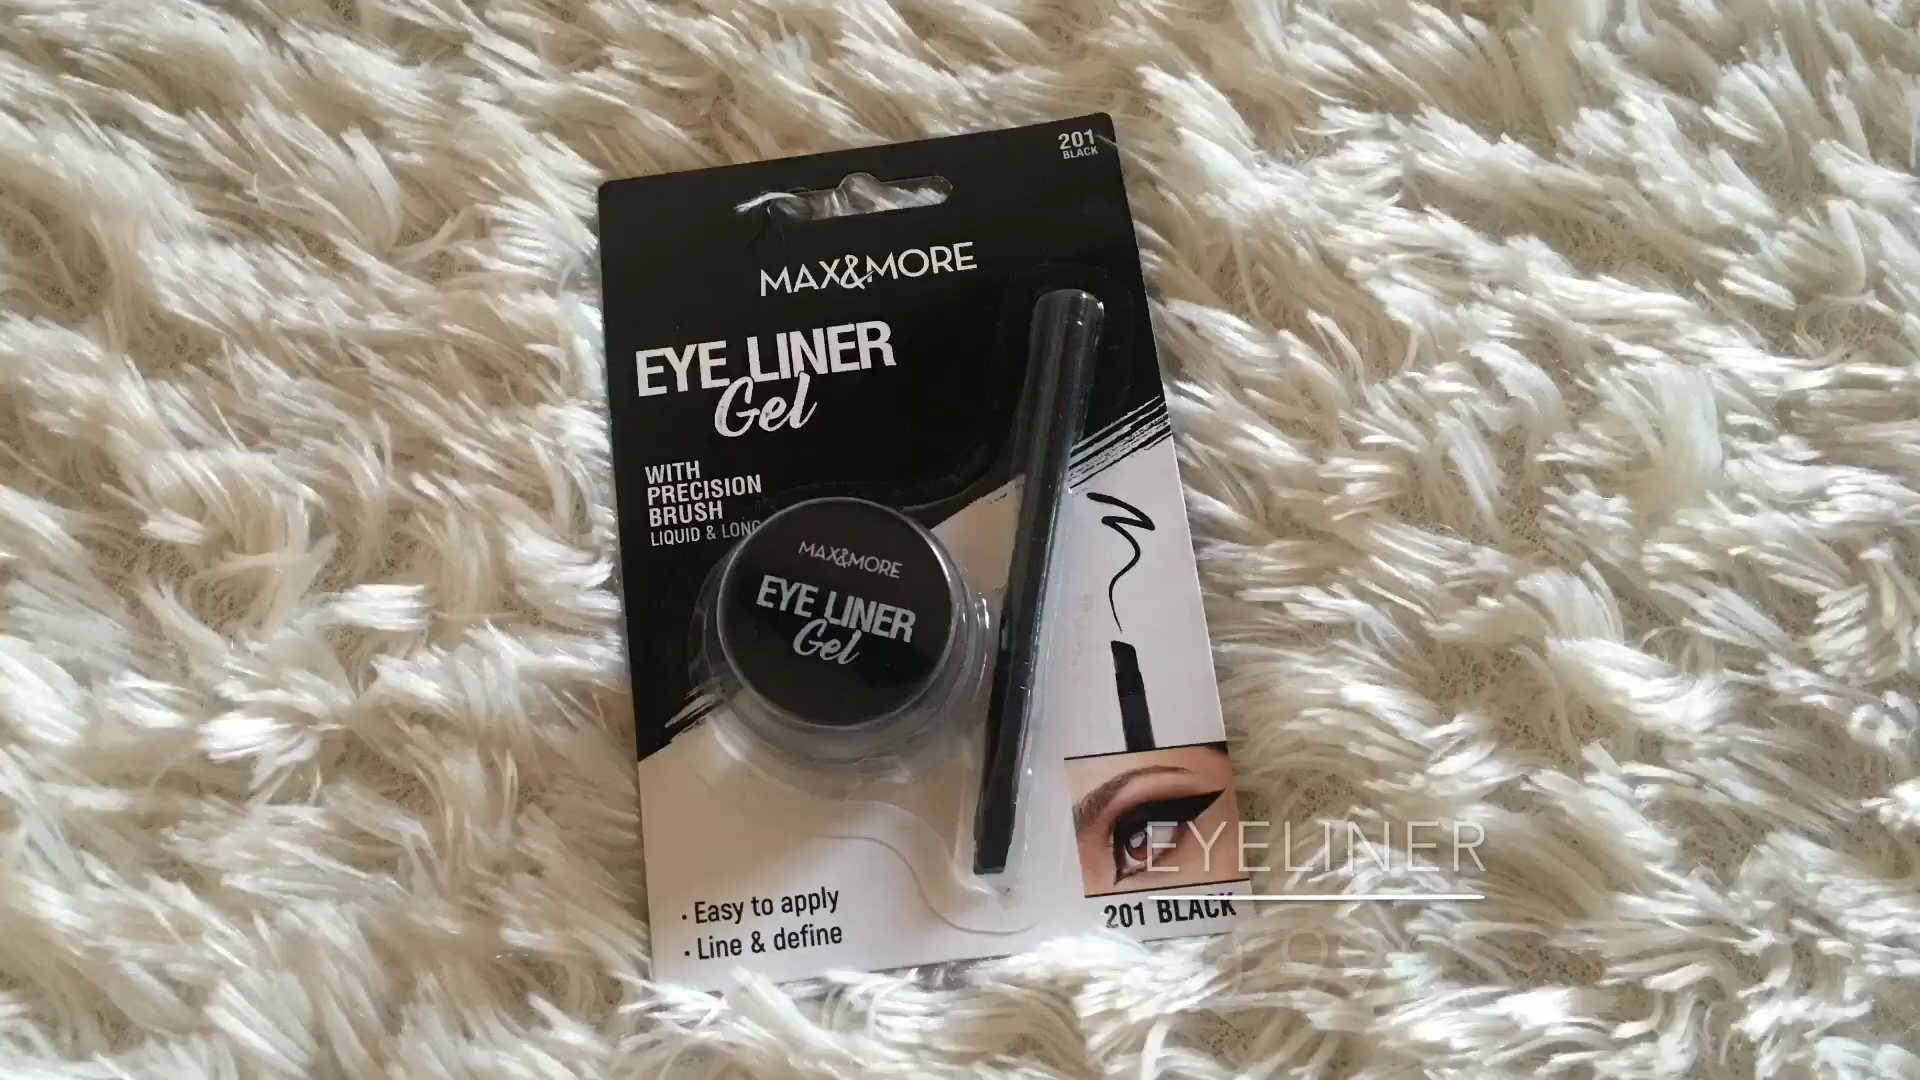 201
BLACK
MAX&MORE
EYE LINER
Gel
WITH
PRECISION
BRUSH
LIQUID & LONG
MAX&MORE
EYE LINER
Gel
EYELINER
201 BLACK
· Easy to apply
· Line & define